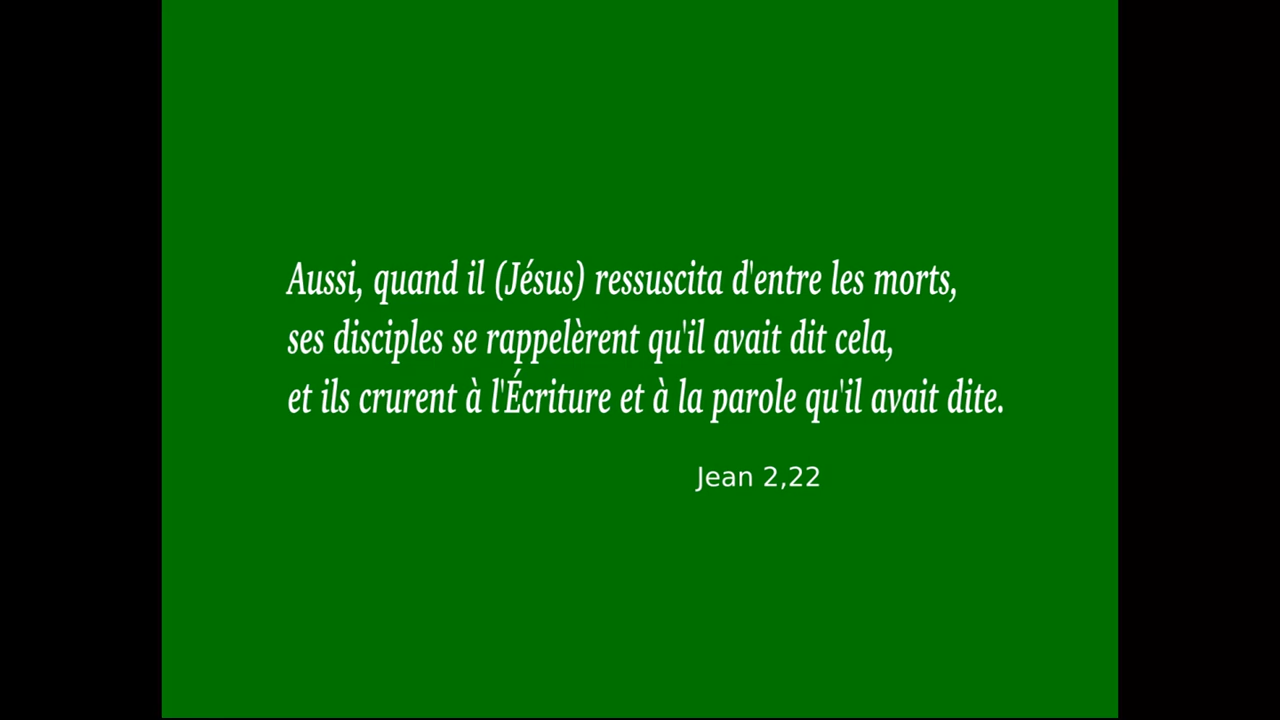 Aussi, quand il (Jésus) ressuscita d'entre les morts,
ses disciples se rappelèrent qu'il avait dit cela,
et ils crurent à l'Écriture et à la parole qu'il avait dite.
Jean 2,22